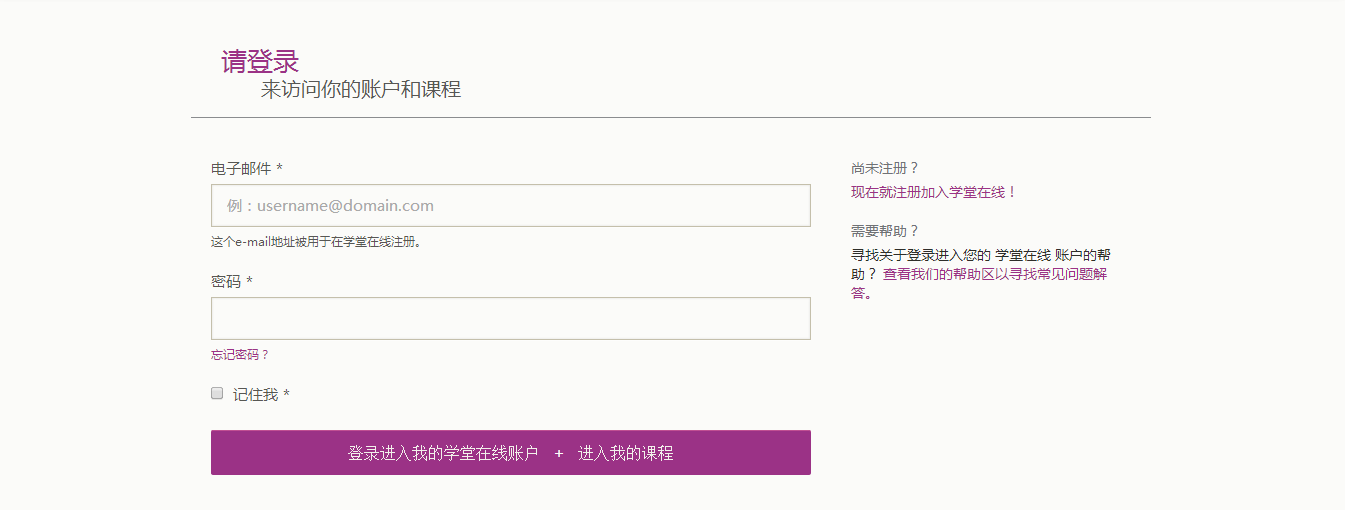 请登录
来访问你的账户和课程
电子邮件 *
例：username@domain.com
这个e-mail地址被用于在学堂在线注册。
密码 *
忘记密码？
记住我 *
登录进入我的学堂在线账户 + 进入我的课程
尚未注册？
现在就注册加入学堂在线！
需要帮助？
寻找关于登录进入您的 学堂在线 账户的帮
助？ 查看我们的帮助区以寻找常见问题解
答。